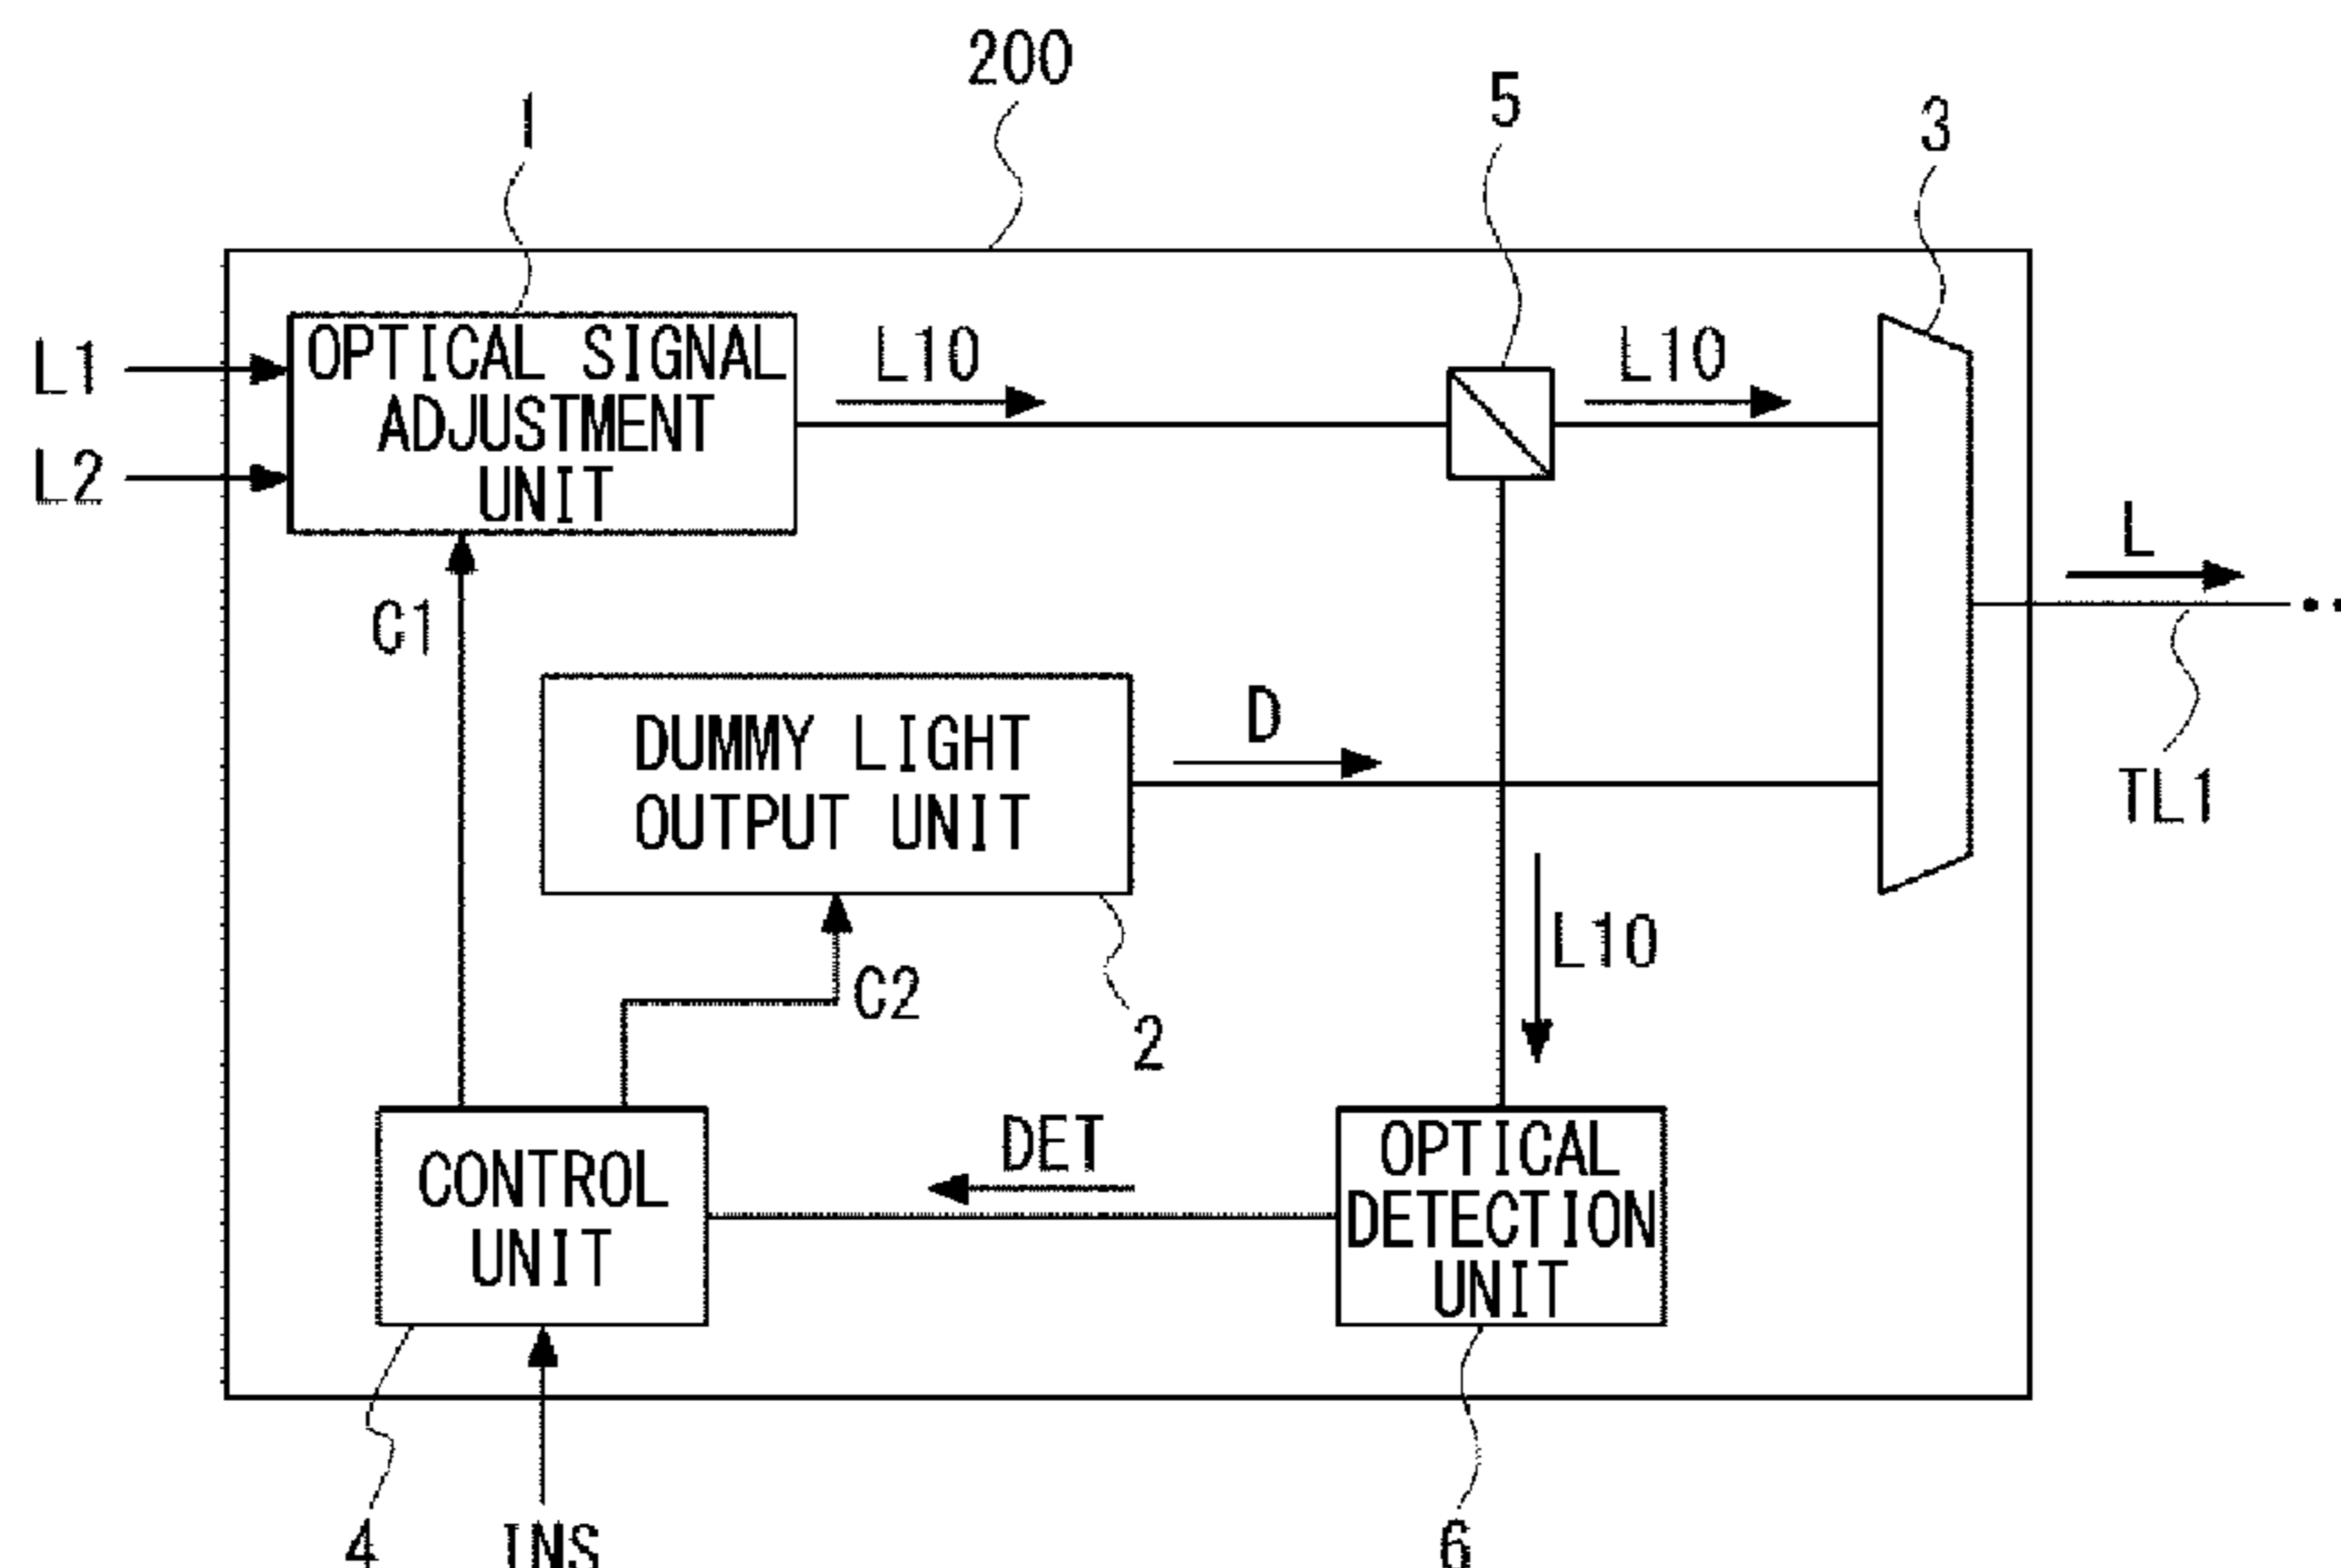 200
1
5
3
L1
L2
OPTICAL SIGNAL
ADJUSTMENT
UNIT
L10
L10
L
TL1
C1
DUMMY LIGHT
OUTPUT UNIT
D
L10
C2
2
CONTROL
UNIT
DET
OPTICAL
DETECTION
UNIT
4
INS
6